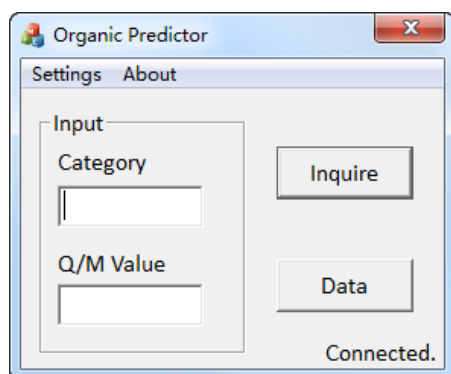 Organic Predictor
Settings About
Input
Category
Inquire
Q/M Value
Data
Connected.